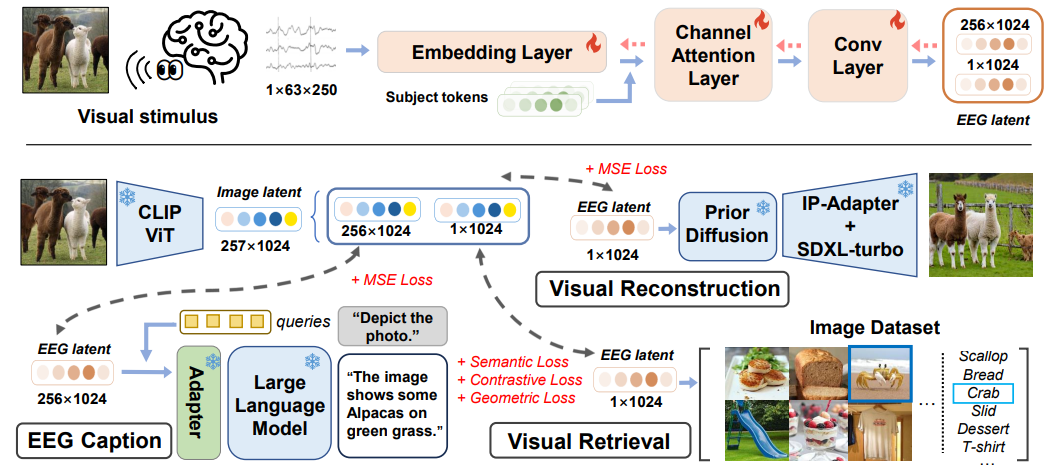 Visual stimulus
1×63×250
Embedding Layer
Subject tokens
Channel
Attention
Layer
Conv
Layer
256×1024
1×1024
EEG latent
CLIP
ViT
Image latent
257×1024
256×1024
1×1024
+ MSE Loss
EEG latent
1×1024
Prior
Diffusion
IP-Adapter
+
SDXL-turbo
Visual Reconstruction
+ MSE Loss
queries
"Depict the
photo."
EEG latent
256×1024
Adapter
Large
Language
Model
"The image
shows some
Alpacas on
green grass."
EEG Caption
+ Semantic Loss
+ Contrastive Loss
+ Geometric Loss
EEG latent
1×1024
Visual Retrieval
Image Dataset
...
Scallop
Bread
Crab
Slid
Dessert
T-shirt
...